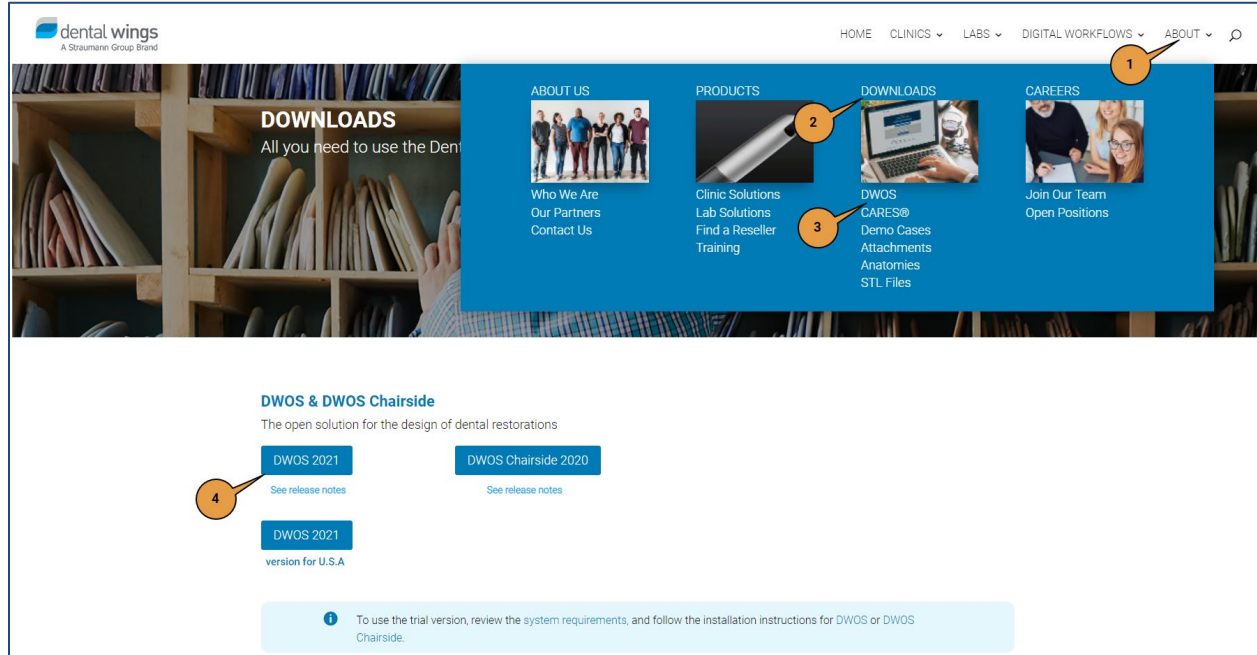 dental wings
A Straumann Group Brand
HOME CLINICS LABS DIGITAL WORKFLOWS ABOUT
1
DOWNLOADS
All you need to use the Den
ABOUT US
Who We Are
Our Partners
Contact Us
PRODUCTS
Clinic Solutions
Lab Solutions
Find a Reseller
Training
2
DOWNLOADS
DWOS
3
CARES®
Demo Cases
Attachments
Anatomies
STL Files
CAREERS
Join Our Team
Open Positions
DWOS & DWOS Chairside
The open solution for the design of dental restorations
DWOS 2021 DWOS Chairside 2020
4
See release notes See release notes
DWOS 2021
version for U.S.A
To use the trial version, review the system requirements, and follow the installation instructions for DWOS or DWOS
Chairside.